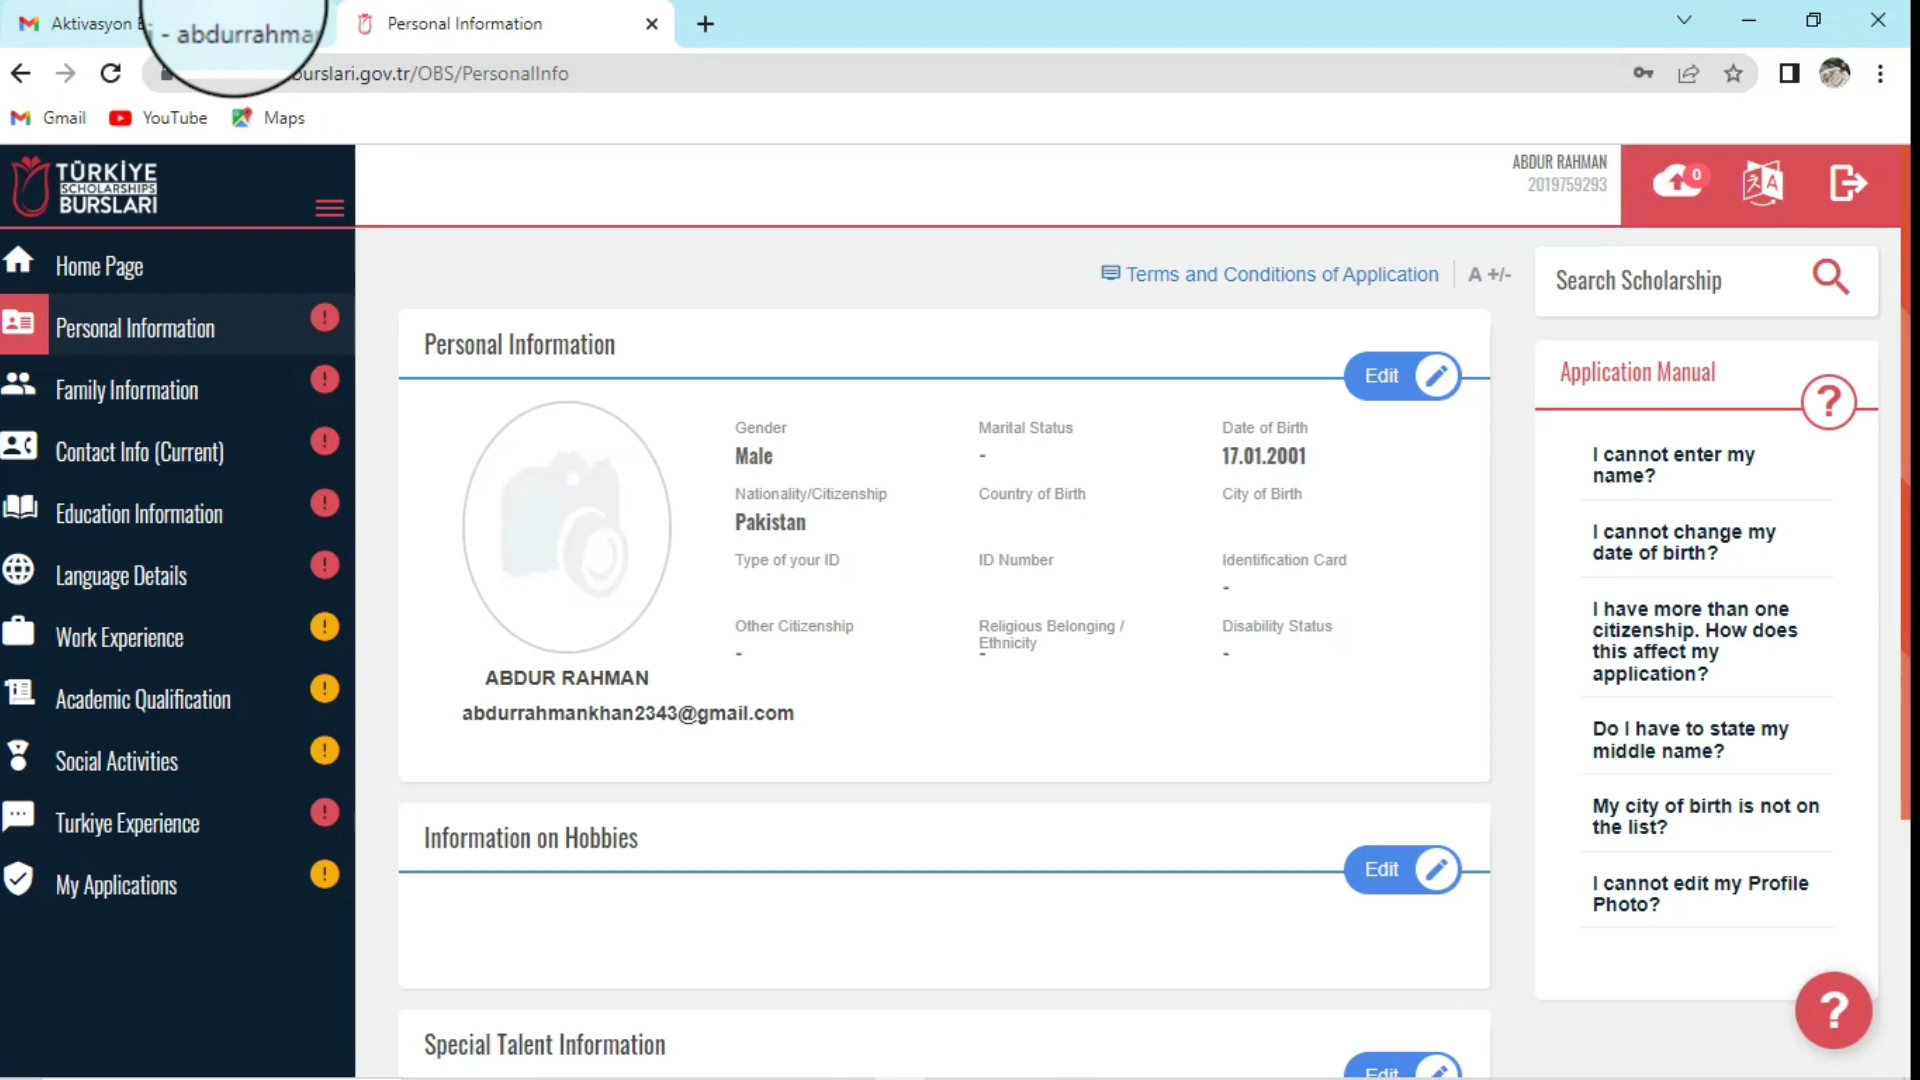 Aktivasyon
- abdurrahma
Personal Information
burslari.gov.tr/OBS/PersonalInfo
Gmail
YouTube
Maps
TÜRKİYE
SCHOLARSHIPS
BURSLARI
ABDUR RAHMAN
2019759293
0
Home Page
Personal Information
Family Information
Contact Info (Current)
Education Information
Language Details
Work Experience
Academic Qualification
Social Activities
Turkiye Experience
My Applications
Terms and Conditions of Application
A +/-
Personal Information
Edit
Gender
Male
Marital Status
-
Date of Birth
17.01.2001
Nationality/Citizenship
Pakistan
Country of Birth
City of Birth
Type of your ID
ID Number
Identification Card
-
Other Citizenship
-
Religious Belonging /
Ethnicity
-
Disability Status
-
ABDUR RAHMAN
abdurrahmankhan2343@gmail.com
Information on Hobbies
Edit
Special Talent Information
Edit
Search Scholarship
Application Manual
?
I cannot enter my
name?
I cannot change my
date of birth?
I have more than one
citizenship. How does
this affect my
application?
Do I have to state my
middle name?
My city of birth is not on
the list?
I cannot edit my Profile
Photo?
?